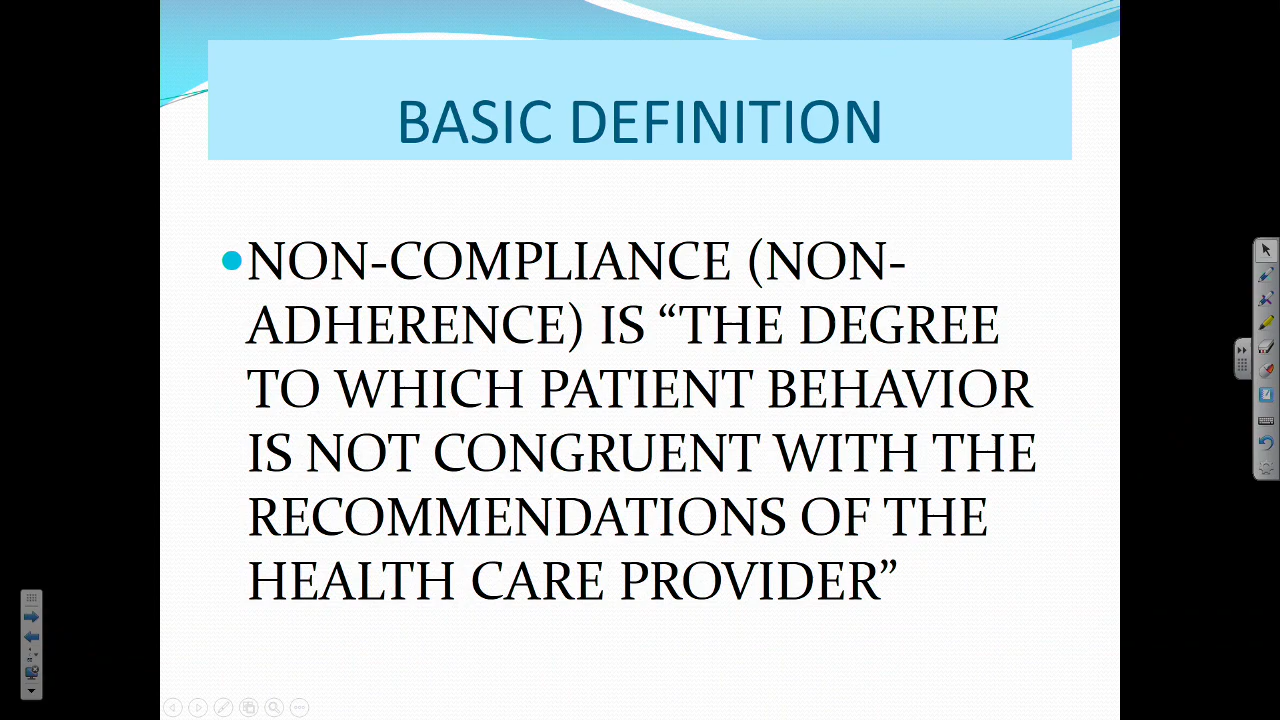 BASIC DEFINITION
•NON-COMPLIANCE (NON-
ADHERENCE) IS “THE DEGREE
TO WHICH PATIENT BEHAVIOR
IS NOT CONGRUENT WITH THE
RECOMMENDATIONS OF THE
HEALTH CARE PROVIDER”